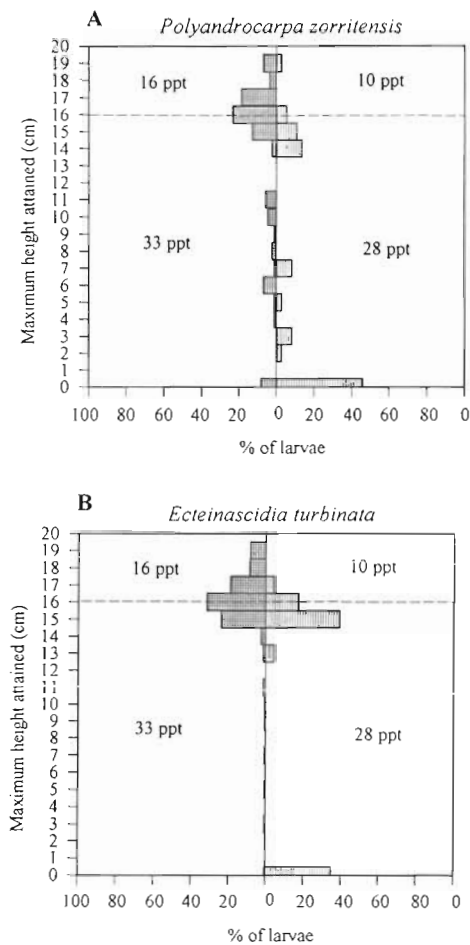 A
Polyandrocarpa zorritensis
20
19
18
17
16
15
14
11
10
9
8
7
6
5
4
3
2
1
0
Maximum height attained (cm)
16 ppt
10 ppt
33 ppt
28 ppt
100 80 60 40 20 0 20 40 60 80 100 0
% of larvae
B
Ecteinascidia turbinata
20
19
18
17
16
15
14
13
12
11
10
9
8
7
6
5
4
3
2
1
0
Maximum height attained (cm)
16 ppt
10 ppt
33 ppt
28 ppt
100 80 60 40 20 0 20 40 60 80 100 0
% of larvae